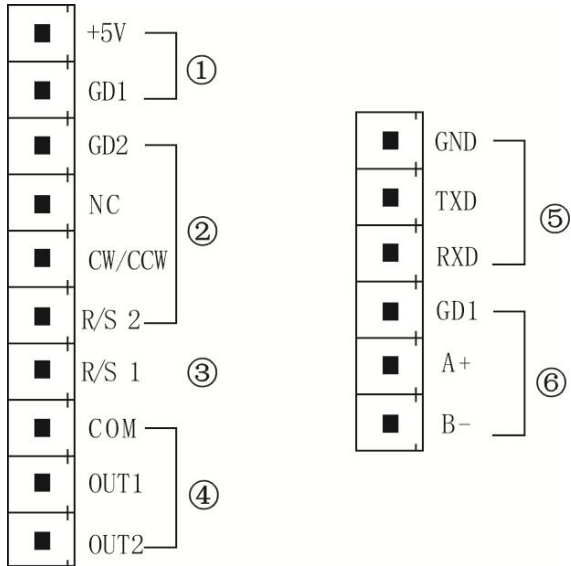 +5V
GD1
①
GD2
NC
②
CW/CCW
R/S 2
R/S 1
③
COM
OUT1
④
OUT2
GND
TXD
⑤
RXD
GD1
A+
⑥
B-